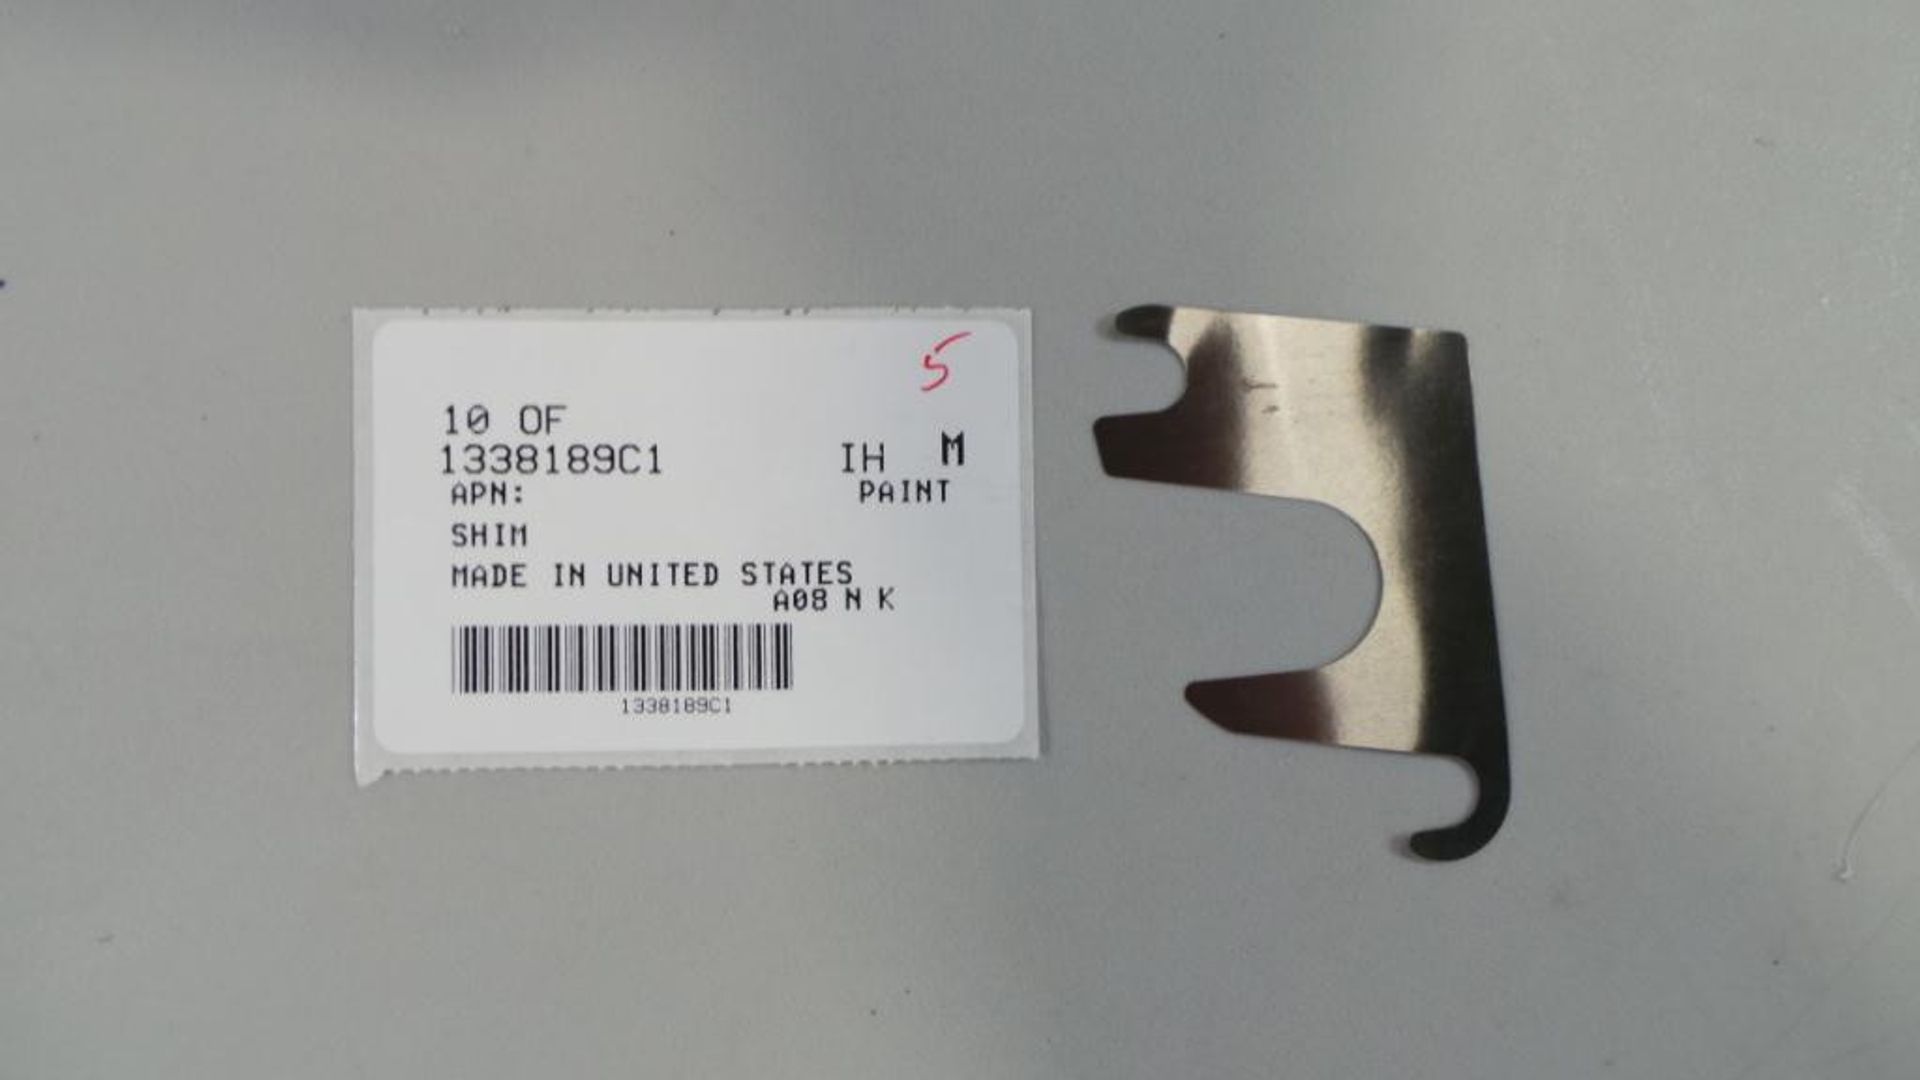 5
10 OF
1338189C1 IH M
APN: PAINT
SHIM
MADE IN UNITED STATES
A08 N K
1338189C1